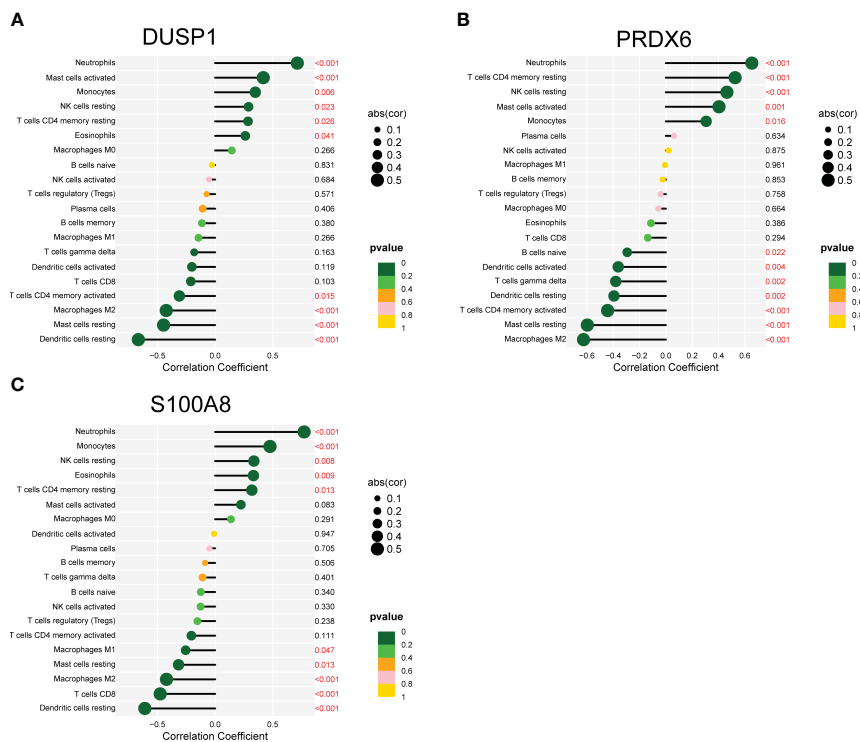 A
DUSP1
Neutrophils <0.001
Mast cells activated <0.001
Monocytes 0.006
NK cells resting 0.023
T cells CD4 memory resting 0.026
Eosinophils 0.041
Macrophages M0 0.266
B cells naive 0.831
NK cells activated 0.684
T cells regulatory (Tregs) 0.571
Plasma cells 0.406
B cells memory 0.380
Macrophages M1 0.266
T cells gamma delta 0.163
Dendritic cells activated 0.119
T cells CD8 0.103
T cells CD4 memory activated 0.015
Macrophages M2 <0.001
Mast cells resting <0.001
Dendritic cells resting <0.001
−0.5 0.0 0.5
Correlation Coefficient
abs(cor)
0.1
0.2
0.3
0.4
0.5
pvalue
0
0.2
0.4
0.6
0.8
1
B
PRDX6
Neutrophils <0.001
T cells CD4 memory resting <0.001
NK cells resting <0.001
Mast cells activated 0.001
Monocytes 0.016
Plasma cells 0.634
NK cells activated 0.875
Macrophages M1 0.961
B cells memory 0.853
T cells regulatory (Tregs) 0.758
Macrophages M0 0.664
Eosinophils 0.386
T cells CD8 0.294
B cells naive 0.022
Dendritic cells activated 0.004
T cells gamma delta 0.002
Dendritic cells resting 0.002
T cells CD4 memory activated <0.001
Mast cells resting <0.001
Macrophages M2 <0.001
−0.6 −0.4 −0.2 0.0 0.2 0.4 0.6
Correlation Coefficient
abs(cor)
0.1
0.2
0.3
0.4
0.5
pvalue
0
0.2
0.4
0.6
0.8
1
C
S100A8
Neutrophils <0.001
Monocytes <0.001
NK cells resting 0.008
Eosinophils 0.009
T cells CD4 memory resting 0.013
Mast cells activated 0.083
Macrophages M0 0.291
Dendritic cells activated 0.947
Plasma cells 0.705
B cells memory 0.506
T cells gamma delta 0.401
B cells naive 0.340
NK cells activated 0.330
T cells regulatory (Tregs) 0.238
T cells CD4 memory activated 0.111
Macrophages M1 0.047
Mast cells resting 0.013
Macrophages M2 <0.001
T cells CD8 <0.001
Dendritic cells resting <0.001
−0.5 0.0 0.5
Correlation Coefficient
abs(cor)
0.1
0.2
0.3
0.4
0.5
pvalue
0
0.2
0.4
0.6
0.8
1